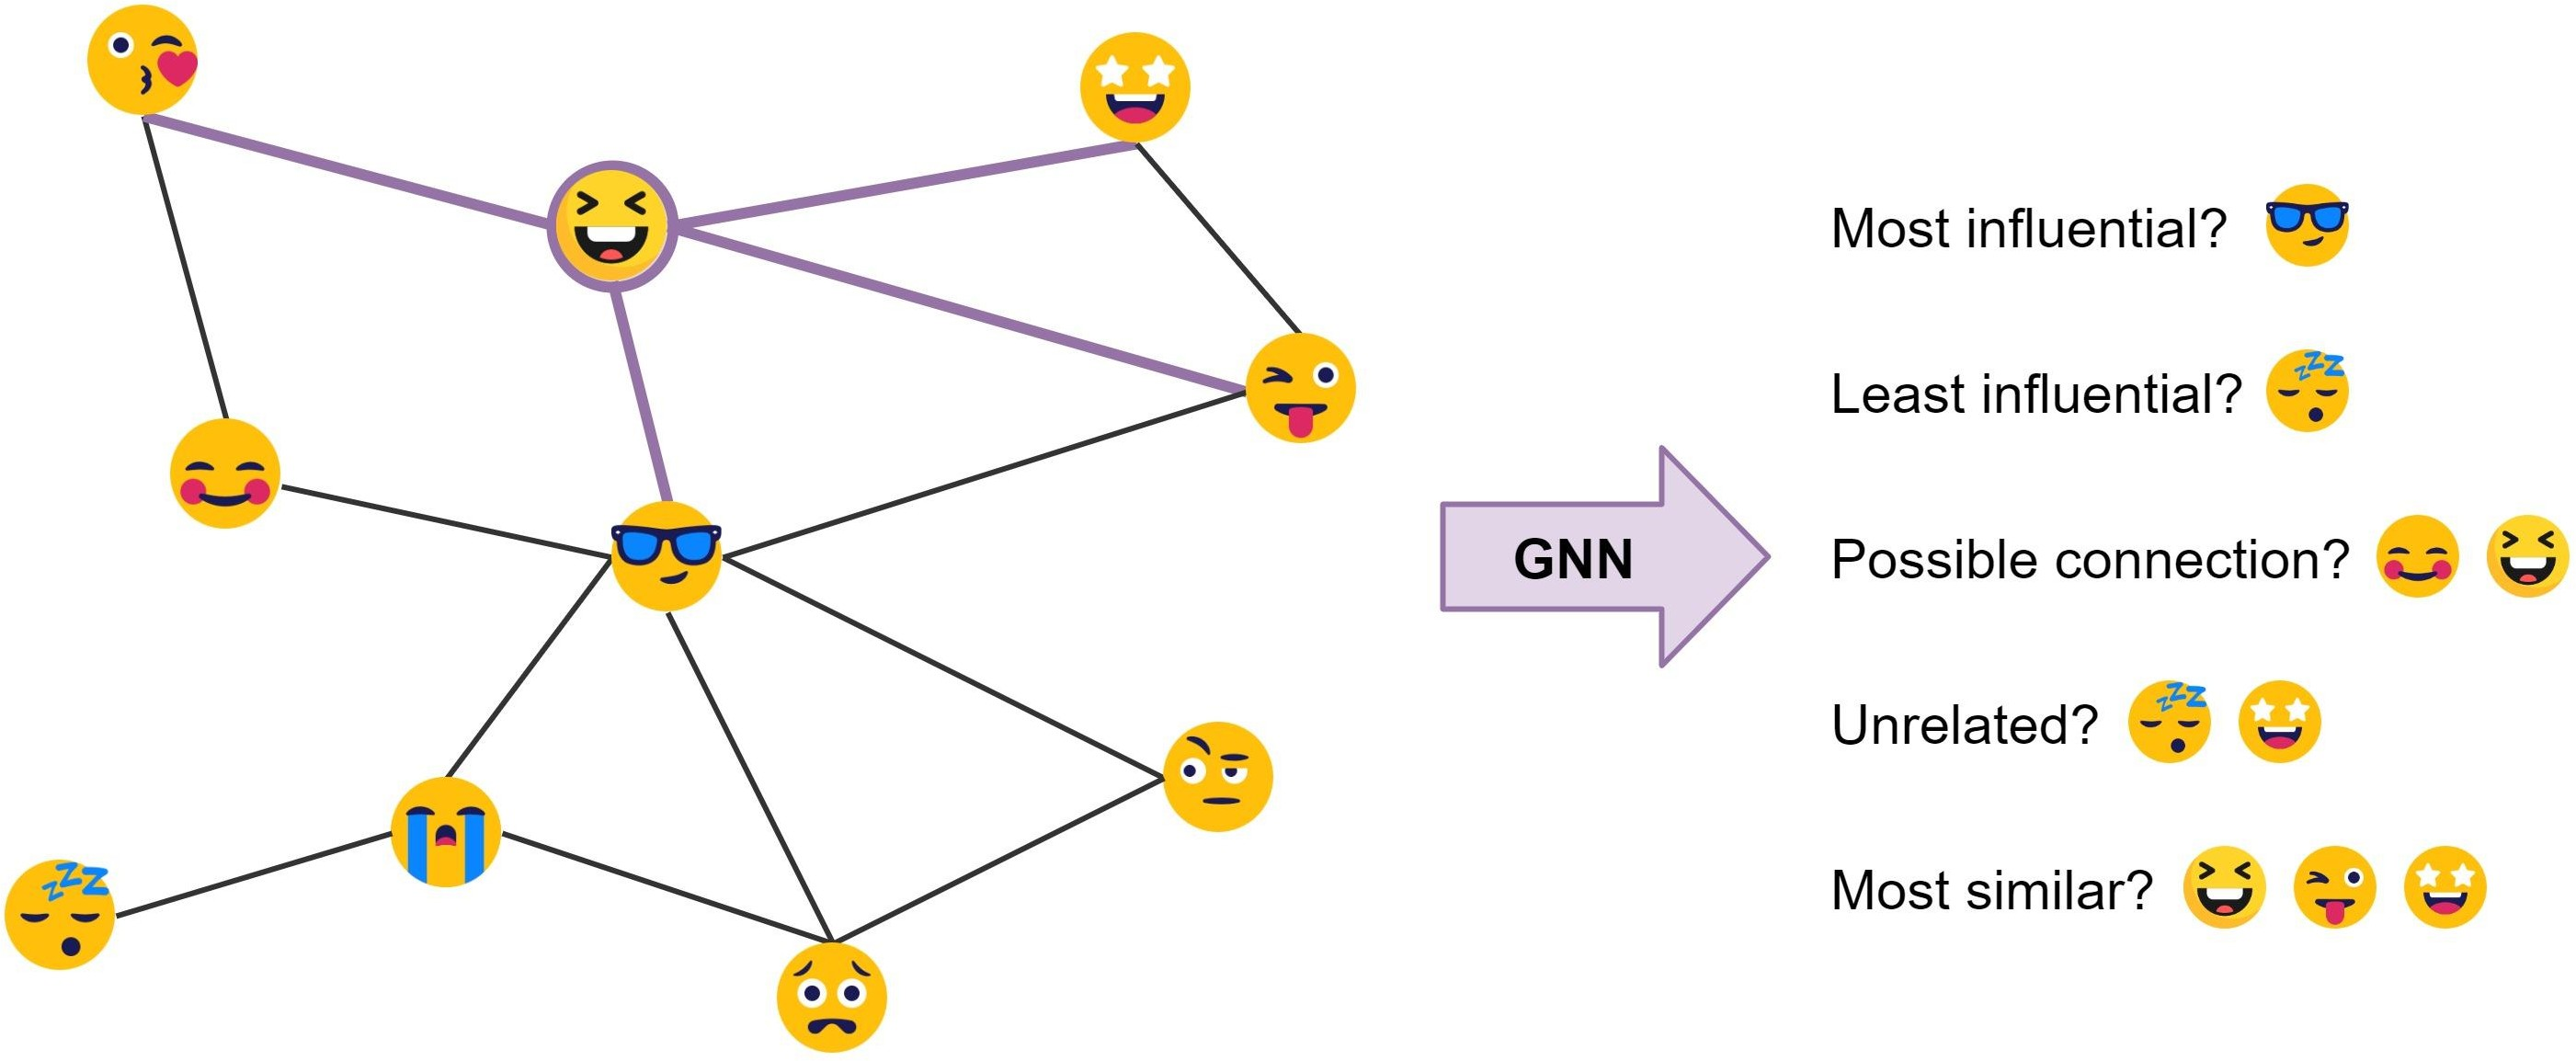 Most influential?
Least influential?
GNN
Possible connection?
Unrelated?
Most similar?